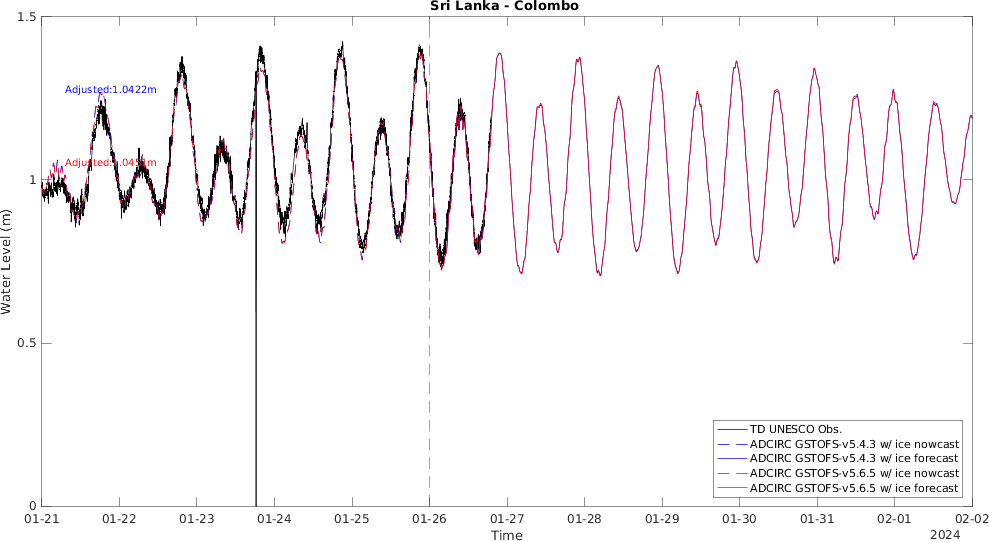 Sri Lanka - Colombo
1.5
Adjusted:1.0422m
Adjusted:1.0451m
1
Water Level (m)
0.5
0
TD UNESCO Obs.
ADCIRC GSTOFS-v5.4.3 w/ ice nowcast
ADCIRC GSTOFS-v5.4.3 w/ ice forecast
ADCIRC GSTOFS-v5.6.5 w/ ice nowcast
ADCIRC GSTOFS-v5.6.5 w/ ice forecast
01-21 01-22 01-23 01-24 01-25 01-26 01-27 01-28 01-29 01-30 01-31 02-01 02-02
Time
2024